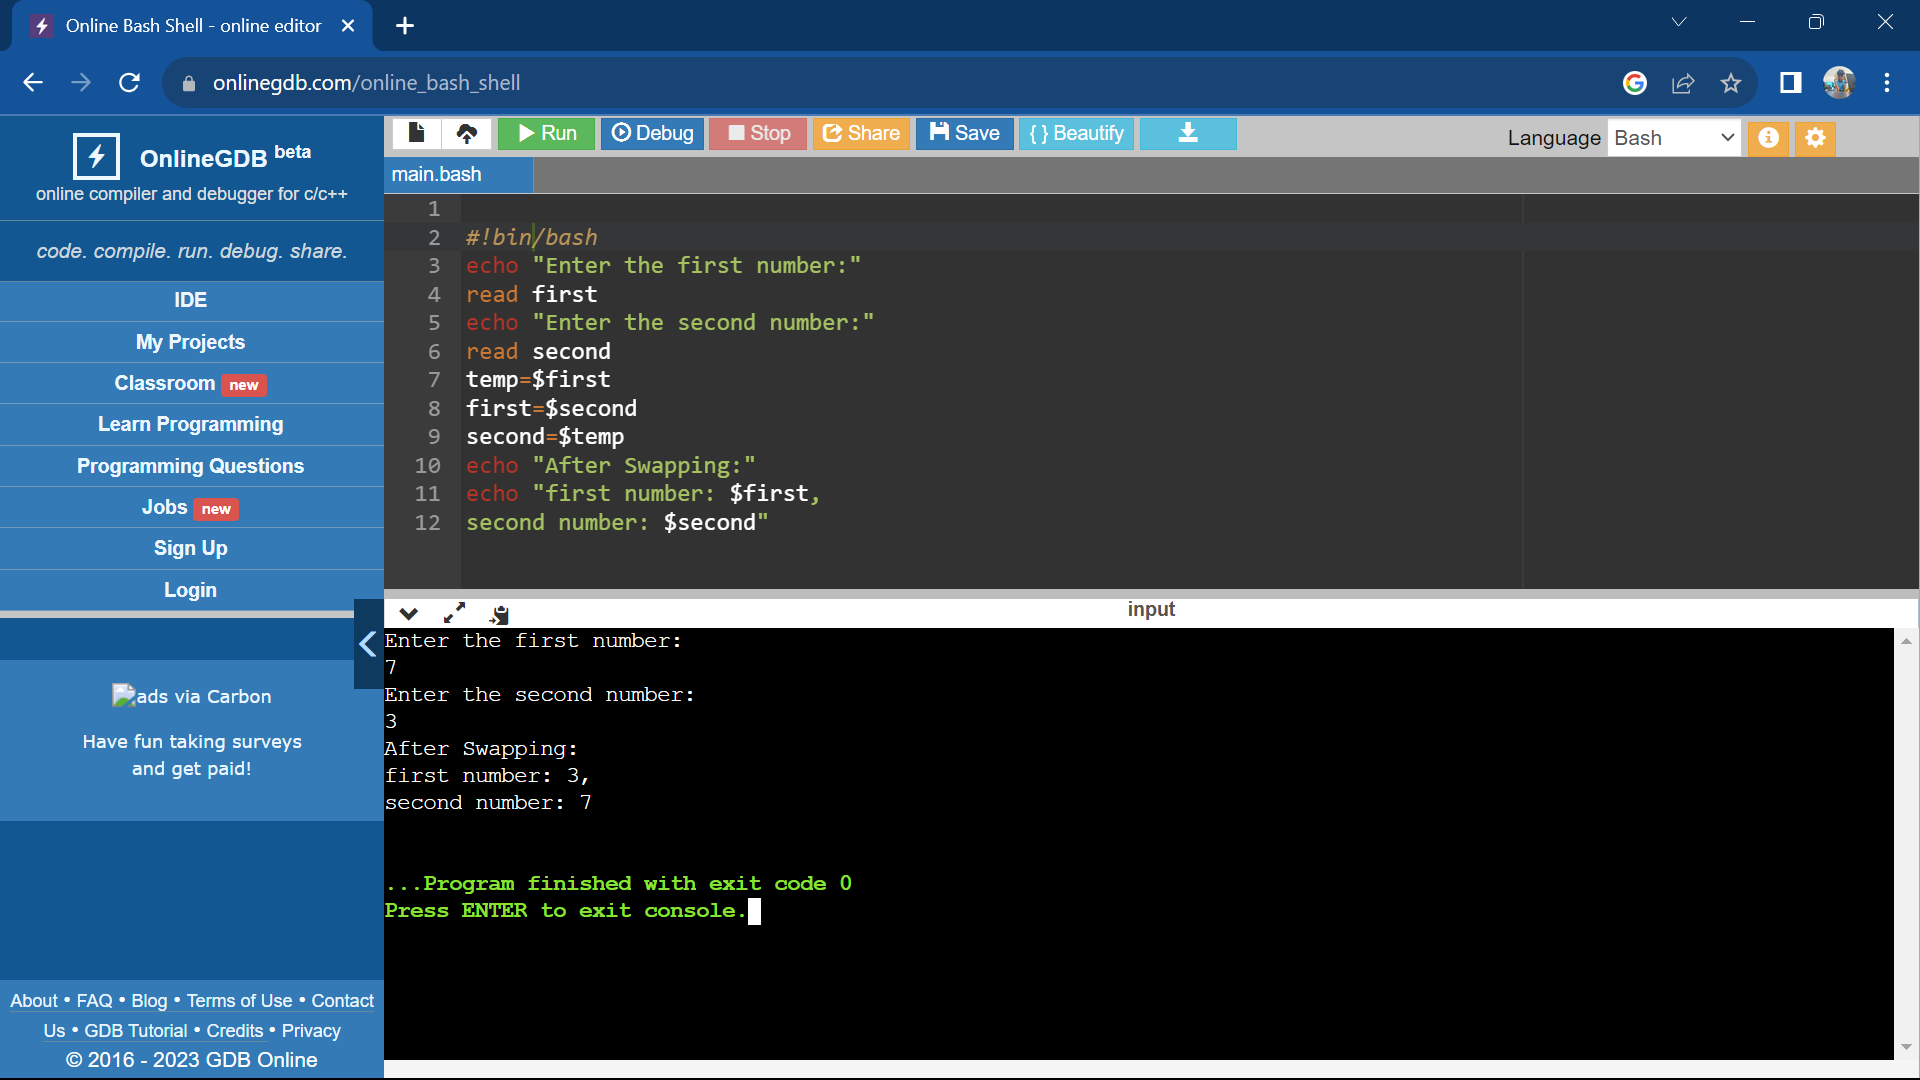 Online Bash Shell - online editor
onlinegdb.com/online_bash_shell
OnlineGDB beta
online compiler and debugger for c/c++
code. compile. run. debug. share.
IDE
My Projects
Classroom new
Learn Programming
Programming Questions
Jobs new
Sign Up
Login
ads via Carbon
Have fun taking surveys
and get paid!
About • FAQ • Blog • Terms of Use • Contact
Us • GDB Tutorial • Credits • Privacy
© 2016 - 2023 GDB Online
Run Debug Stop Share Save {} Beautify
Language Bash
main.bash
1
2 #!bin/bash
3 echo "Enter the first number:"
4 read first
5 echo "Enter the second number:"
6 read second
7 temp=$first
8 first=$second
9 second=$temp
10 echo "After Swapping:"
11 echo "first number: $first,
12 second number: $second"
input
Enter the first number:
7
Enter the second number:
3
After Swapping:
first number: 3,
second number: 7
...Program finished with exit code 0
Press ENTER to exit console.